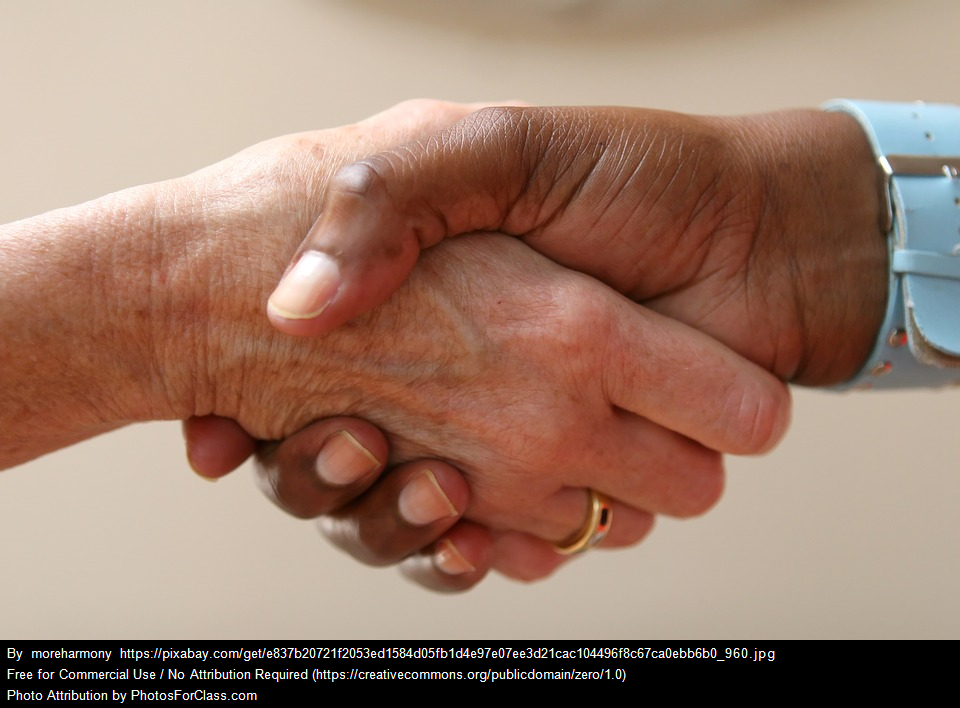 By moreharmony https://pixabay.com/get/e837b20721f2053ed1584d05fb1d4e97e07ee3d21cac104496f8c67ca0ebb6b0_960.jpg
Free for Commercial Use / No Attribution Required (https://creativecommons.org/publicdomain/zero/1.0)
Photo Attribution by PhotosForClass.com